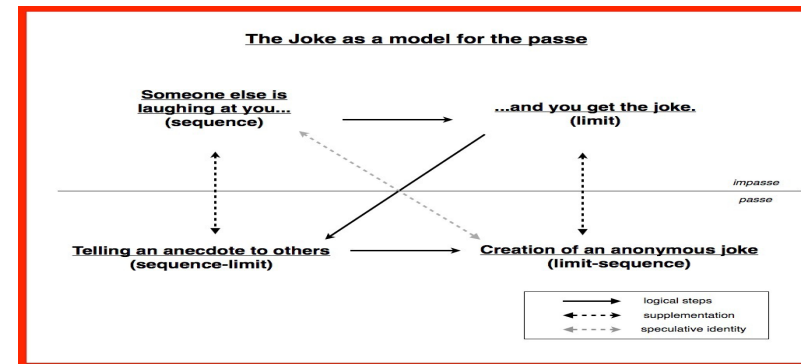 The Joke as a model for the passe
Someone else is
laughing at you...
(sequence)
...and you get the joke.
(limit)
impasse
passe
Telling an anecdote to others
(sequence-limit)
Creation of an anonymous joke
(limit-sequence)
logical steps
supplementation
speculative identity